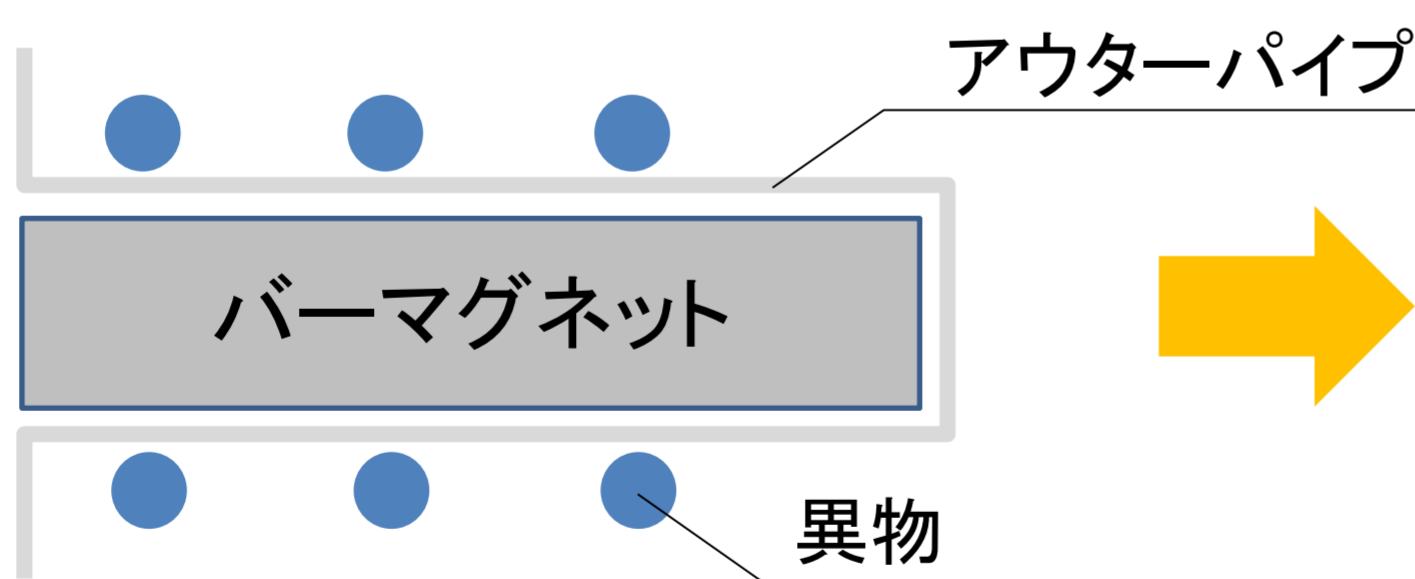 アウターパイプ
バーマグネット
異物